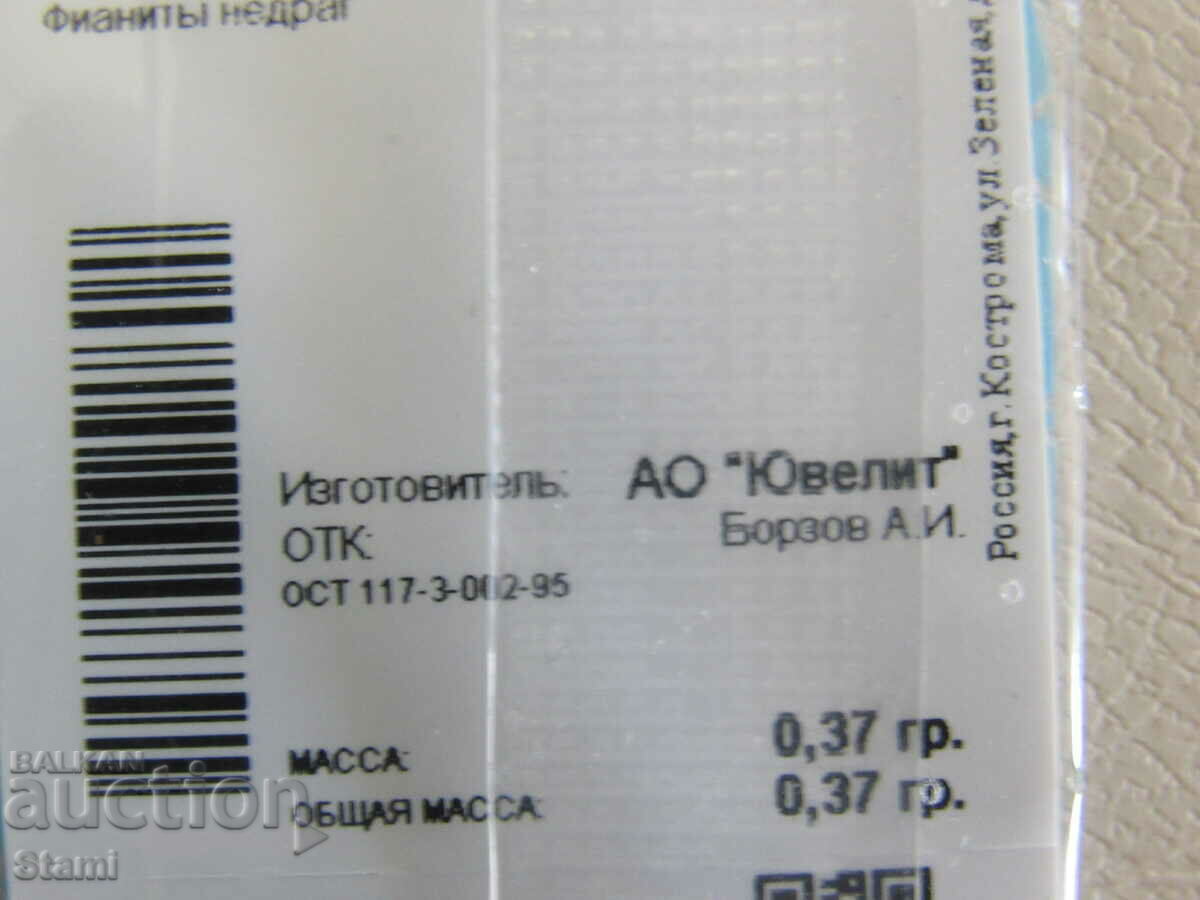 Фианиты недраг
Изготовитель: АО "Ювелит"
ОТК: Борзов А.И.
ОСТ 117-3-002-95
МАССА: 0,37 гр.
ОБЩАЯ МАССА: 0,37 гр.
Россия,г.Кострома,ул.Зеленая,
BALKAN
auction
Stami